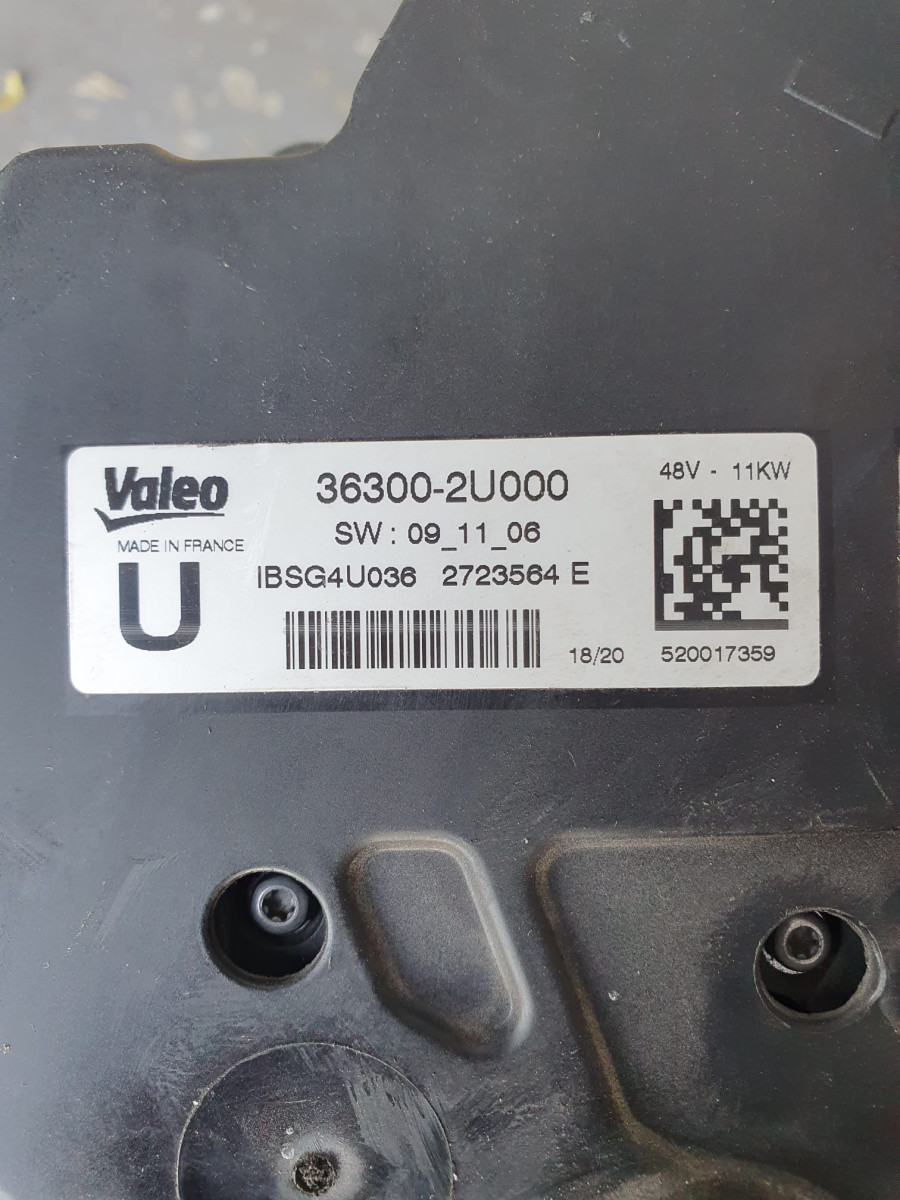 Valeo
MADE IN FRANCE
U
36300-2U000
SW : 09_11_06
IBSG4U036 2723564 E
18/20
48V - 11KW
520017359